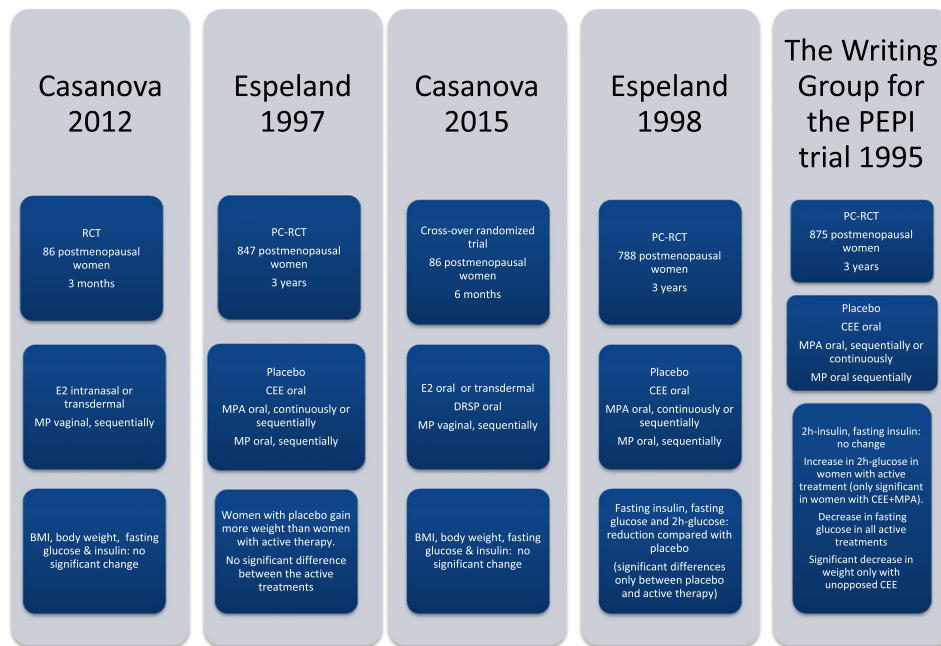 Casanova
2012
RCT
86 postmenopausal
women
3 months
E2 intranasal or
transdermal
MP vaginal, sequentially
BMI, body weight,  fasting
glucose & insulin: no
significant change
Espeland
1997
PC-RCT
847 postmenopausal
women
3 years
Placebo
CEE oral
MPA oral, continuously or
sequentially
MP oral, sequentially
Women with placebo gain
more weight than women
with active therapy.
No significant difference
between the active
treatments
Casanova
2015
Cross-over randomized
trial
86 postmenopausal
women
6 months
E2 oral  or transdermal
DRSP oral
MP vaginal, sequentially
BMI, body weight, fasting
glucose & insulin:  no
significant change
Espeland
1998
PC-RCT
788 postmenopausal
women
3 years
Placebo
CEE oral
MPA oral, continuously or
sequentially
MP oral, sequentially
Fasting insulin, fasting
glucose and 2h-glucose:
reduction compared with
placebo
(significant differences
only between placebo
and active therapy)
The Writing
Group for
the PEPI
trial 1995
PC-RCT
875 postmenopausal
women
3 years
Placebo
CEE oral
MPA oral, sequentially or
continuously
MP oral sequentially
2h-insulin, fasting insulin:
no change
Increase in 2h-glucose in
women with active
treatment (only significant
in women with CEE+MPA).
Decrease in fasting
glucose in all active
treatments
Significant decrease in
weight only with
unopposed CEE